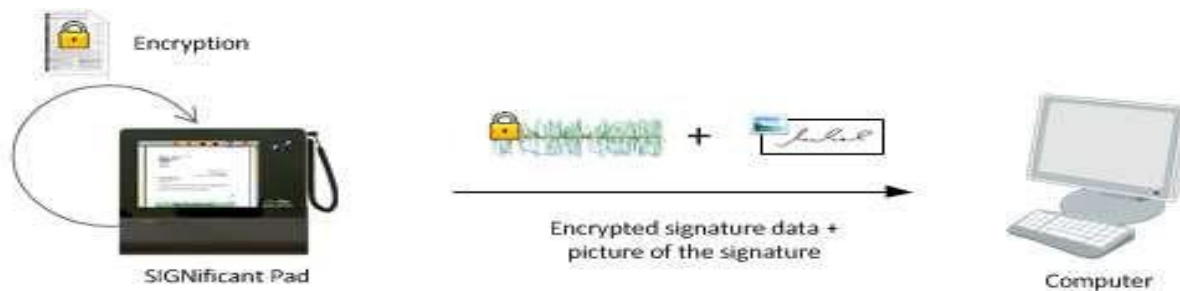 Encryption
+
Encrypted signature data +
picture of the signature
SIGNificant Pad
Computer